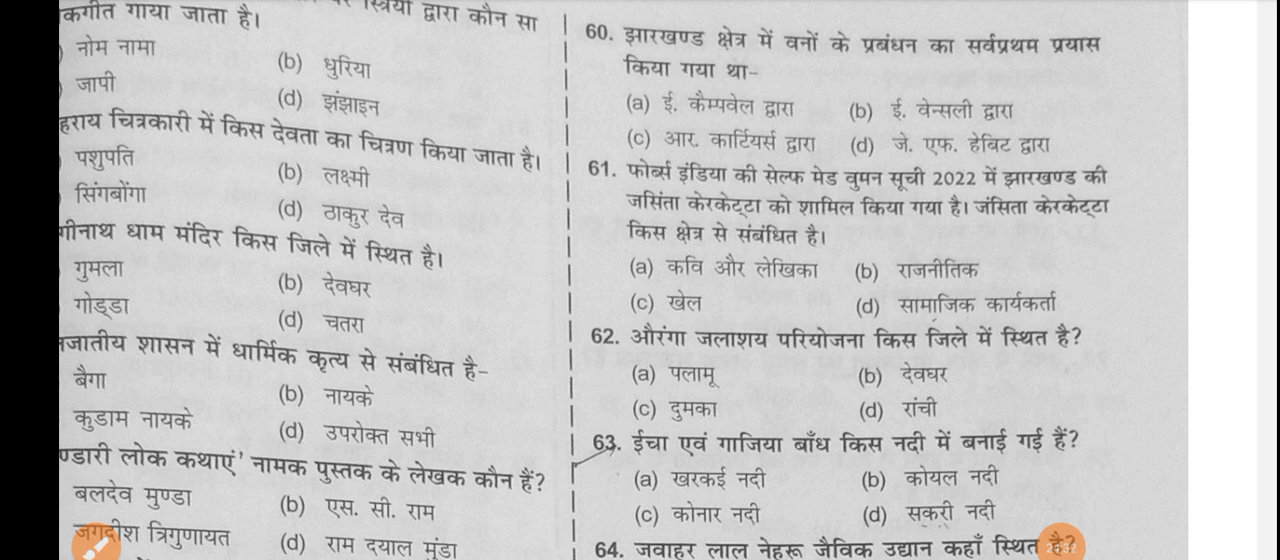 स्त्रियों द्वारा कौन सा
कगीत गाया जाता है।
नोम नामा
(b) धुरिया
जापी
(d) झंझाइन
हराय चित्रकारी में किस देवता का चित्रण किया जाता है।
पशुपति
(b) लक्ष्मी
सिंगबोंगा
(d) ठाकुर देव
गीनाथ धाम मंदिर किस जिले में स्थित है।
गुमला
(b) देवघर
गोड्डा
(d) चतरा
नजातीय शासन में धार्मिक कृत्य से संबंधित है–
बैगा
(b) नायके
कुडाम नायके
(d) उपरोक्त सभी
ण्डारी लोक कथाएं' नामक पुस्तक के लेखक कौन हैं?
बलदेव मुण्डा
(b) एस. सी. राम
जगदीश त्रिगुणायत
(d) राम दयाल मुंडा
60. झारखण्ड क्षेत्र में वनों के प्रबंधन का सर्वप्रथम प्रयास
किया गया था–
(a) ई. कैम्पवेल द्वारा (b) ई. वेन्सली द्वारा
(c) आर. कार्टियर्स द्वारा (d) जे. एफ. हेबिट द्वारा
61. फोर्ब्स इंडिया की सेल्फ मेड वुमन सूची 2022 में झारखण्ड की
जसिंता केरकेट्टा को शामिल किया गया है। जंसिता केरकेट्टा
किस क्षेत्र से संबंधित है।
(a) कवि और लेखिका (b) राजनीतिक
(c) खेल (d) सामाजिक कार्यकर्ता
62. औरंगा जलाशय परियोजना किस जिले में स्थित है?
(a) पलामू (b) देवघर
(c) दुमका (d) रांची
63. ईचा एवं गाजिया बाँध किस नदी में बनाई गई हैं?
(a) खरकई नदी (b) कोयल नदी
(c) कोनार नदी (d) सकरी नदी
64. जवाहर लाल नेहरू जैविक उद्यान कहाँ स्थित है?